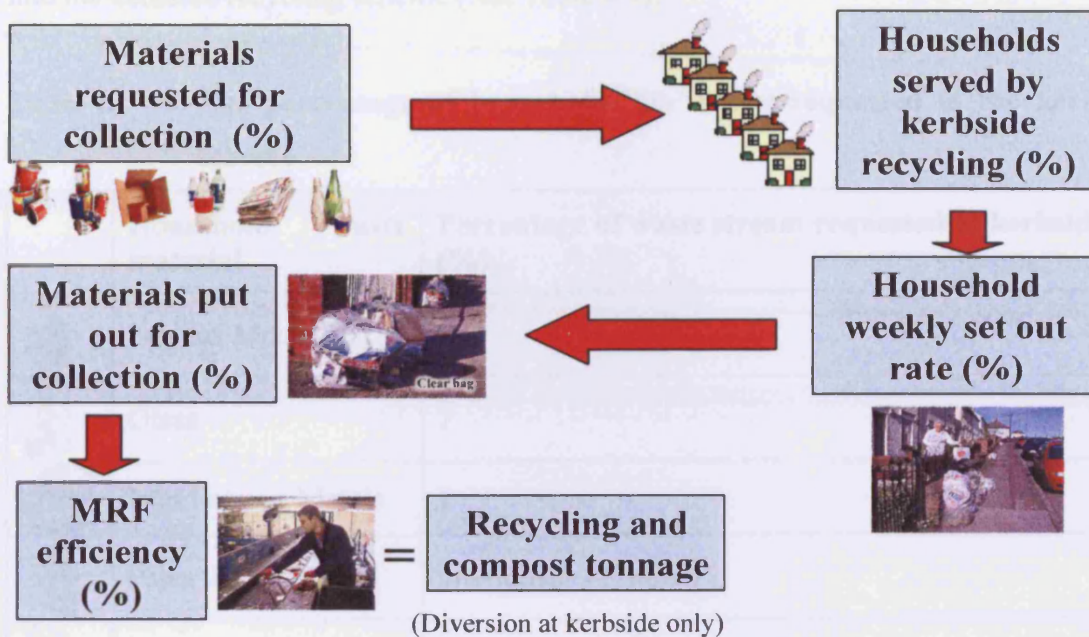 Materials
requested for
collection (%)
Households
served by
kerbside
recycling (%)
Household
weekly set out
rate (%)
Materials put
out for
collection (%)
Clear bag
MRF
efficiency
(%)
=
Recycling and
compost tonnage
(Diversion at kerbside only)